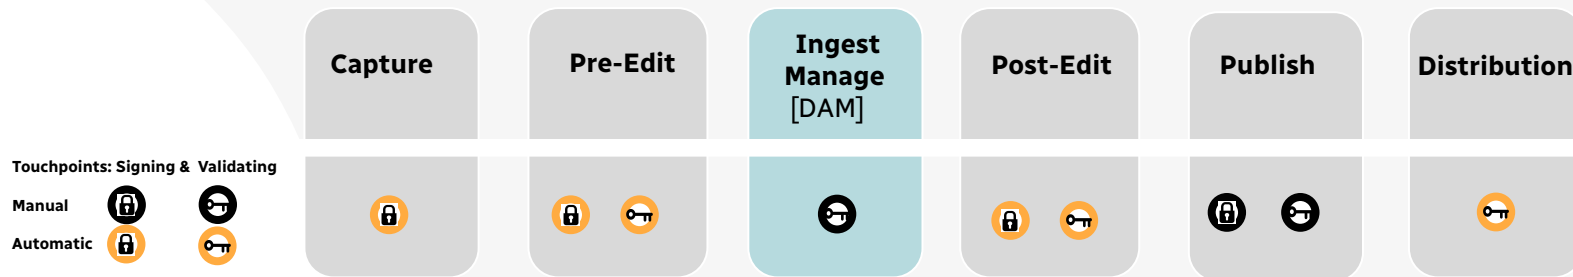 Capture
Pre-Edit
Ingest
Manage
[DAM]
Post-Edit
Publish
Distribution
Touchpoints: Signing & Validating
Manual
Automatic